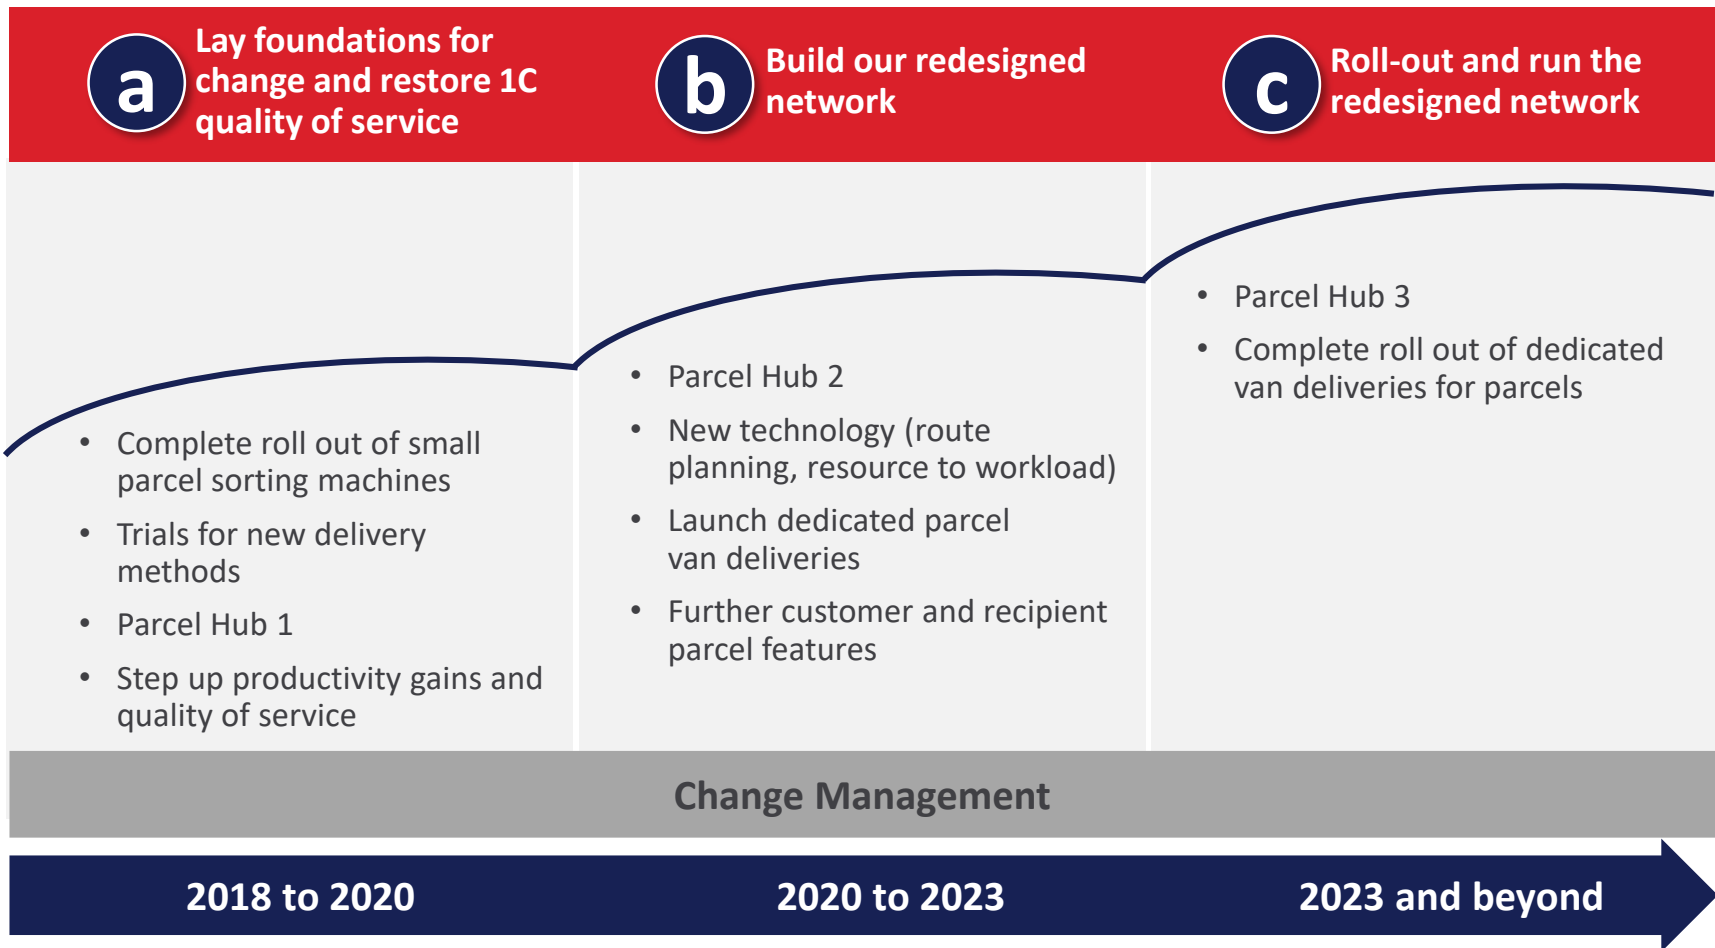 a
Lay foundations for
change and restore 1C
quality of service
b
Build our redesigned
network
c
Roll-out and run the
redesigned network
• Complete roll out of small
parcel sorting machines
• Trials for new delivery
methods
• Parcel Hub 1
• Step up productivity gains and
quality of service
• Parcel Hub 2
• New technology (route
planning, resource to workload)
• Launch dedicated parcel
van deliveries
• Further customer and recipient
parcel features
• Parcel Hub 3
• Complete roll out of dedicated
van deliveries for parcels
Change Management
2018 to 2020
2020 to 2023
2023 and beyond